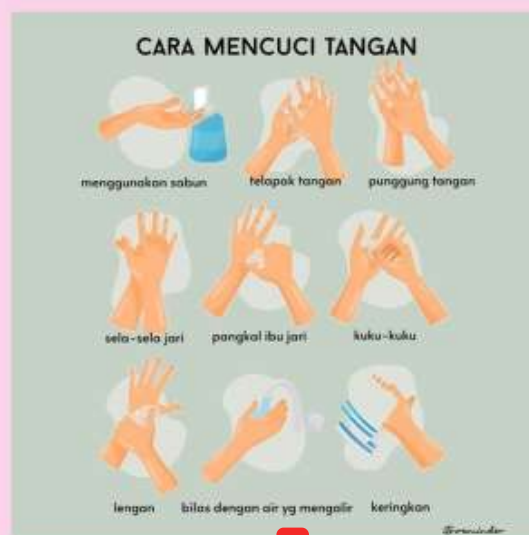 CARA MENCUCI TANGAN
menggunakan sabun
telapak tangan
punggung tangan
sela-sela jari
pangkal ibu jari
kuku-kuku
lengan
bilas dengan air yg mengalir
keringkan